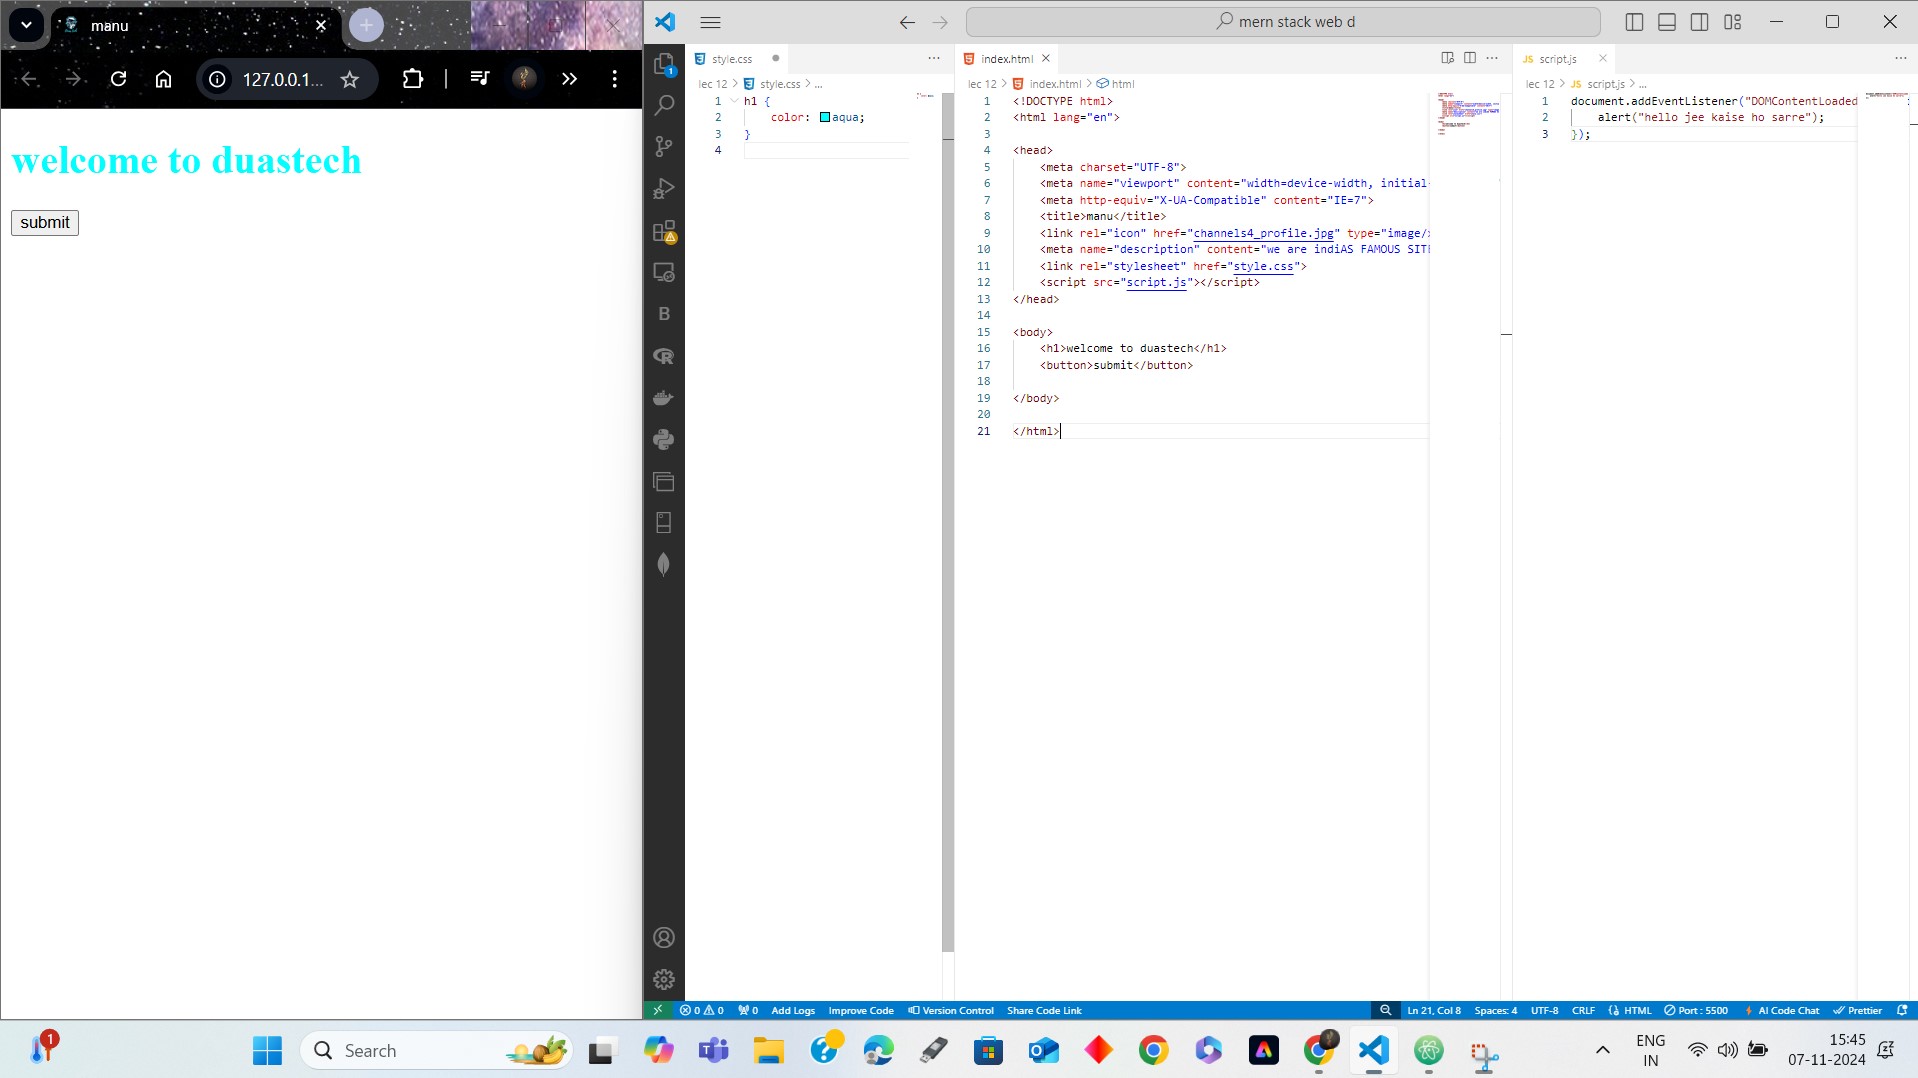 manu
127.0.0.1...
welcome to duastech
submit
mern stack web d
style.css
lec 12 > style.css > ...
1 h1 {
2 color: aqua;
3 }
4
index.html
lec 12 > index.html > html
1 <!DOCTYPE html>
2 <html lang="en">
3
4 <head>
5 <meta charset="UTF-8">
6 <meta name="viewport" content="width=device-width, initial-
7 <meta http-equiv="X-UA-Compatible" content="IE=7">
8 <title>manu</title>
9 <link rel="icon" href="channels4_profile.jpg" type="image/x
10 <meta name="description" content="we are indiAS FAMOUS SITE
11 <link rel="stylesheet" href="style.css">
12 <script src="script.js"></script>
13 </head>
14
15 <body>
16 <h1>welcome to duastech</h1>
17 <button>submit</button>
18
19 </body>
20
21 </html>
JS script.js
lec 12 > JS script.js > ...
1 document.addEventListener("DOMContentLoaded
2 alert("hello jee kaise ho sarre");
3 });
1
B
R
0 0 0 Add Logs Improve Code Version Control Share Code Link Ln 21, Col 8 Spaces: 4 UTF-8 CRLF HTML Port : 5500 AI Code Chat Prettier
1
Search
ENG
IN
15:45
07-11-2024